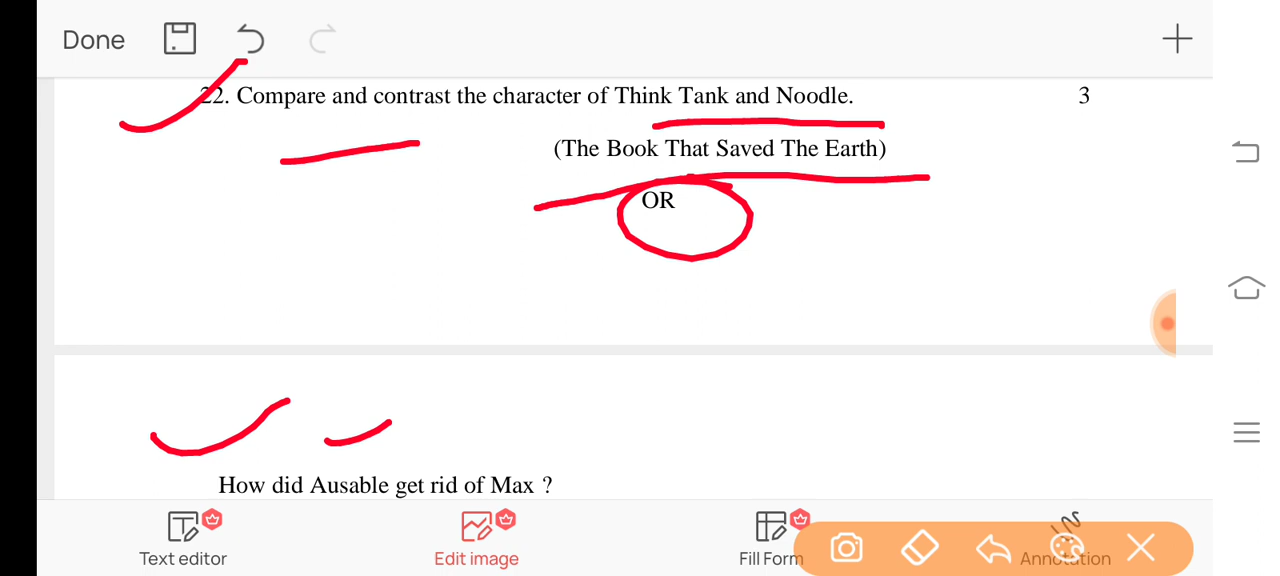 Done
22. Compare and contrast the character of Think Tank and Noodle. 3
(The Book That Saved The Earth)
OR
How did Ausable get rid of Max ?
Text editor
Edit image
Fill Form
Annotation